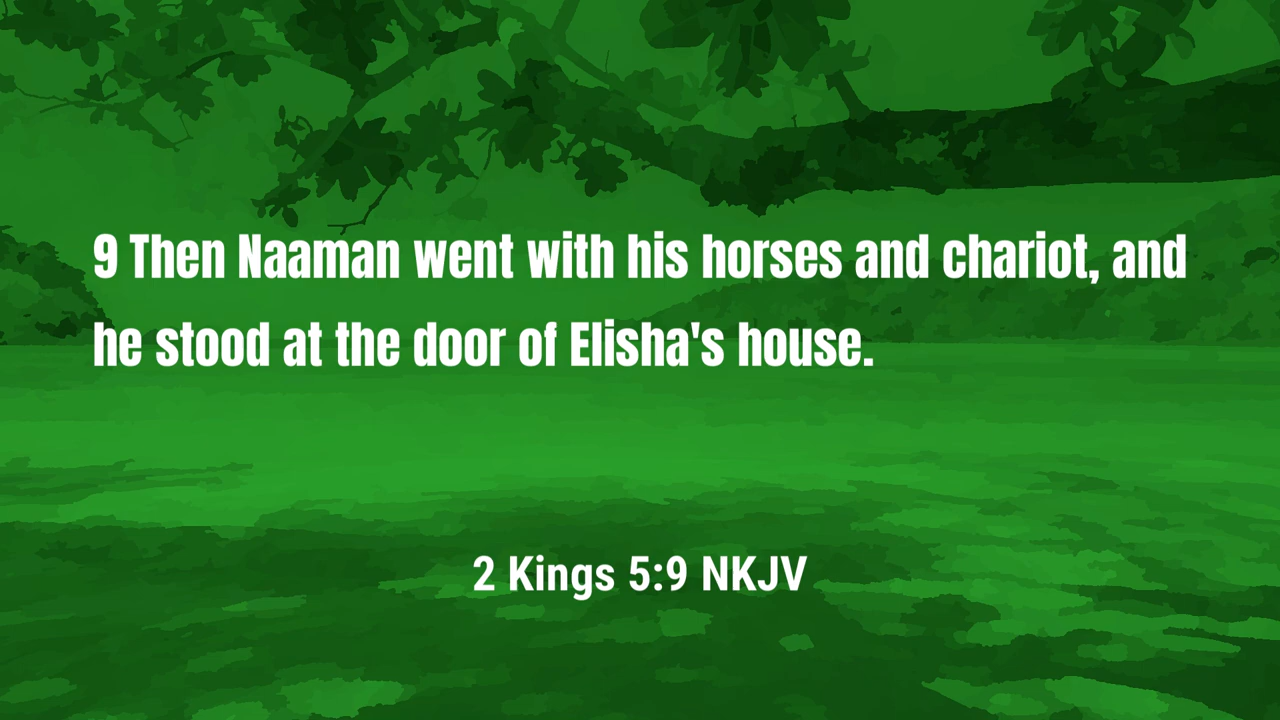 9 Then Naaman went with his horses and chariot, and
he stood at the door of Elisha's house.
2 Kings 5:9 NKJV